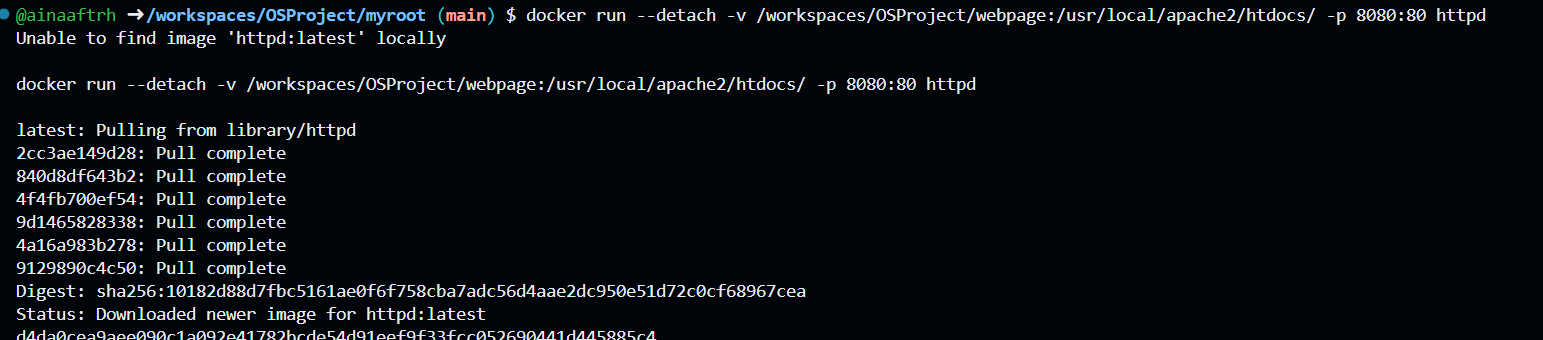 @ainaaftrh ➜/workspaces/OSProject/myroot (main) $ docker run --detach -v /workspaces/OSProject/webpage:/usr/local/apache2/htdocs/ -p 8080:80 httpd
Unable to find image 'httpd:latest' locally
docker run --detach -v /workspaces/OSProject/webpage:/usr/local/apache2/htdocs/ -p 8080:80 httpd
latest: Pulling from library/httpd
2cc3ae149d28: Pull complete
840d8df643b2: Pull complete
4f4fb700ef54: Pull complete
9d1465828338: Pull complete
4a16a983b278: Pull complete
9129890c4c50: Pull complete
Digest: sha256:10182d88d7fbc5161ae0f6f758cba7adc56d4aae2dc950e51d72c0cf68967cea
Status: Downloaded newer image for httpd:latest
d4da0cea9aee090c1a092e41782bcde54d91eef9f33fcc052690441d445885c4